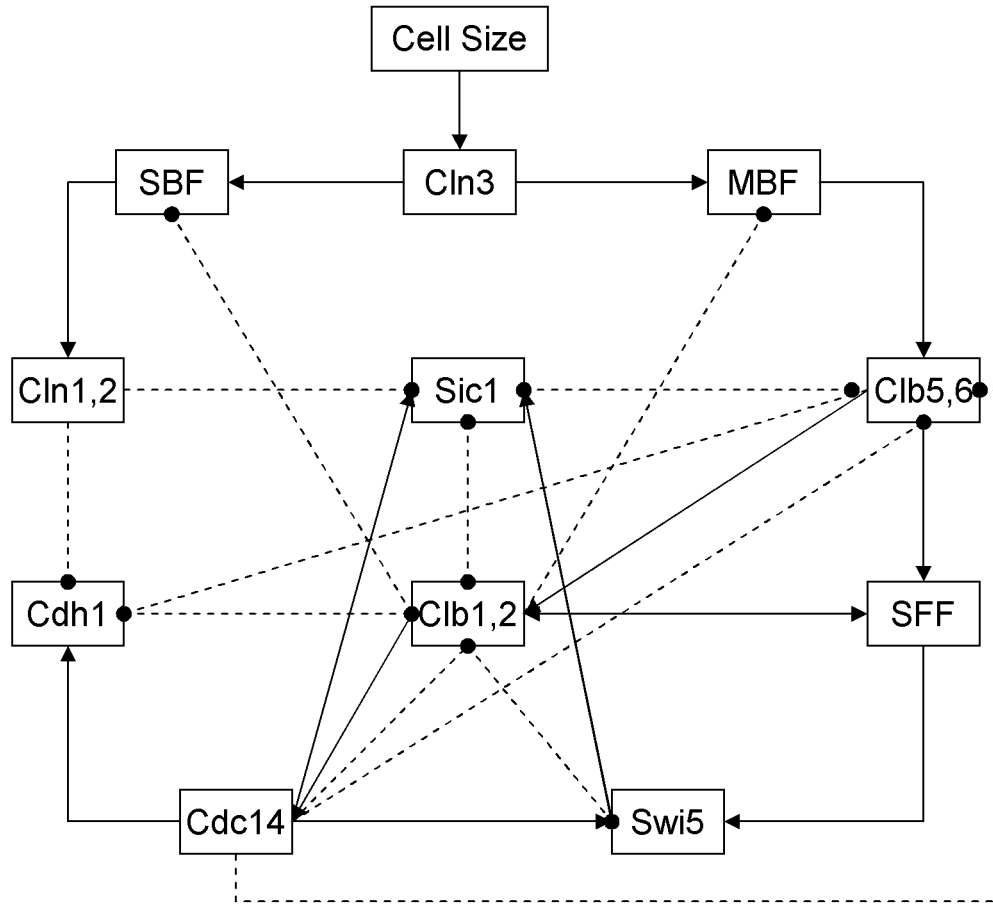 Cell Size
SBF
Cln3
MBF
Cln1,2
Sic1
Clb5,6
Cdh1
Clb1,2
SFF
Cdc14
Swi5